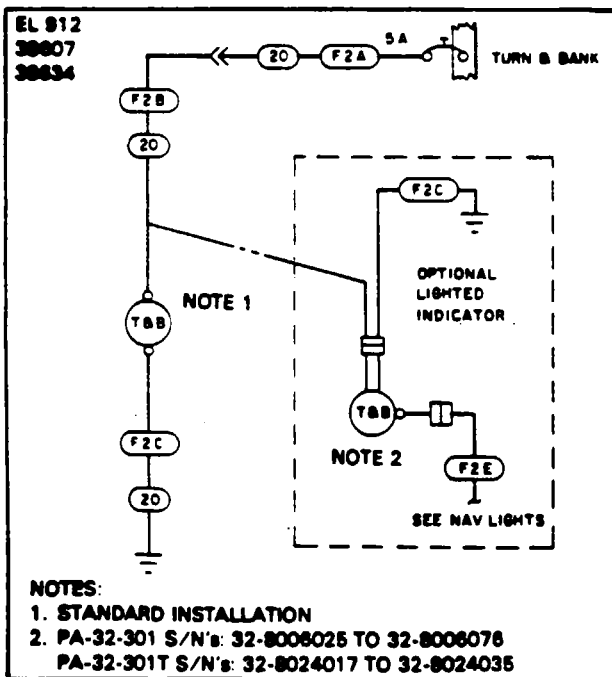 EL 912
38607
38634
5A
20
F2A
TURN & BANK
F2B
20
F2C
OPTIONAL
LIGHTED
INDICATOR
NOTE 1
T&B
T&B
NOTE 2
F2C
F2E
20
SEE NAV LIGHTS
NOTES:
1. STANDARD INSTALLATION
2. PA-32-301 S/N's: 32-8006025 TO 32-8006076
PA-32-301T S/N's: 32-8024017 TO 32-8024035